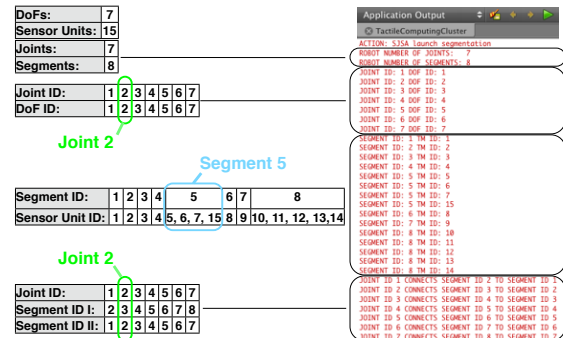 DoFs: 7
Sensor Units: 15
Joints: 7
Segments: 8
Joint ID: 1 2 3 4 5 6 7
DoF ID: 1 2 3 4 5 6 7
Joint 2
Segment 5
Segment ID: 1 2 3 4 5 6 7 8
Sensor Unit ID: 1 2 3 4 5, 6, 7, 15 8 9 10, 11, 12, 13,14
Joint 2
Joint ID: 1 2 3 4 5 6 7
Segment ID I: 2 3 4 5 6 7 8
Segment ID II: 1 2 3 4 5 6 7
Application Output
TactileComputingCluster
ACTION: SJSA launch segmentation
ROBOT NUMBER OF JOINTS: 7
ROBOT NUMBER OF SEGMENTS: 8
JOINT ID: 1 DOF ID: 1
JOINT ID: 2 DOF ID: 2
JOINT ID: 3 DOF ID: 3
JOINT ID: 4 DOF ID: 4
JOINT ID: 5 DOF ID: 5
JOINT ID: 6 DOF ID: 6
JOINT ID: 7 DOF ID: 7
SEGMENT ID: 1 TM ID: 1
SEGMENT ID: 2 TM ID: 2
SEGMENT ID: 3 TM ID: 3
SEGMENT ID: 4 TM ID: 4
SEGMENT ID: 5 TM ID: 5
SEGMENT ID: 5 TM ID: 6
SEGMENT ID: 5 TM ID: 7
SEGMENT ID: 5 TM ID: 15
SEGMENT ID: 6 TM ID: 8
SEGMENT ID: 7 TM ID: 9
SEGMENT ID: 8 TM ID: 10
SEGMENT ID: 8 TM ID: 11
SEGMENT ID: 8 TM ID: 12
SEGMENT ID: 8 TM ID: 13
SEGMENT ID: 8 TM ID: 14
JOINT ID 1 CONNECTS SEGMENT ID 2 TO SEGMENT ID 1
JOINT ID 2 CONNECTS SEGMENT ID 3 TO SEGMENT ID 2
JOINT ID 3 CONNECTS SEGMENT ID 4 TO SEGMENT ID 3
JOINT ID 4 CONNECTS SEGMENT ID 5 TO SEGMENT ID 4
JOINT ID 5 CONNECTS SEGMENT ID 6 TO SEGMENT ID 5
JOINT ID 6 CONNECTS SEGMENT ID 7 TO SEGMENT ID 6
JOINT ID 7 CONNECTS SEGMENT ID 8 TO SEGMENT ID 7